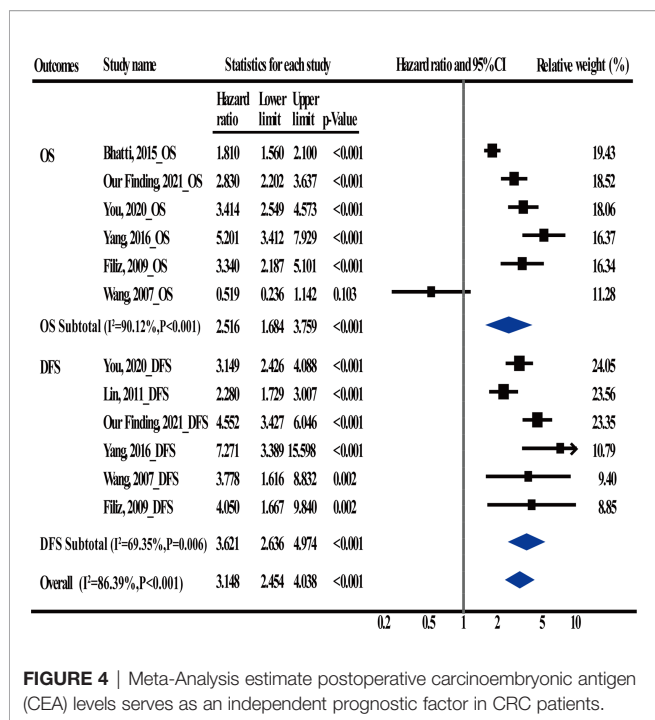 Outcomes Study name Statistics for each study Hazard ratio and 95%CI Relative weight (%)
Hazard ratio Lower limit Upper limit p-Value
OS Bhatti, 2015_OS 1.810 1.560 2.100 <0.001 19.43
Our Finding, 2021_OS 2.830 2.202 3.637 <0.001 18.52
You, 2020_OS 3.414 2.549 4.573 <0.001 18.06
Yang, 2016_OS 5.201 3.412 7.929 <0.001 16.37
Filiz, 2009_OS 3.340 2.187 5.101 <0.001 16.34
Wang, 2007_OS 0.519 0.236 1.142 0.103 11.28
OS Subtotal (I²=90.12%,P<0.001) 2.516 1.684 3.759 <0.001
DFS You, 2020_DFS 3.149 2.426 4.088 <0.001 24.05
Lin, 2011_DFS 2.280 1.729 3.007 <0.001 23.56
Our Finding, 2021_DFS 4.552 3.427 6.046 <0.001 23.35
Yang, 2016_DFS 7.271 3.389 15.598 <0.001 10.79
Wang, 2007_DFS 3.778 1.616 8.832 0.002 9.40
Filiz, 2009_DFS 4.050 1.667 9.840 0.002 8.85
DFS Subtotal (I²=69.35%,P=0.006) 3.621 2.636 4.974 <0.001
Overall (I²=86.39%,P<0.001) 3.148 2.454 4.038 <0.001
0.2 0.5 1 2 5 10
FIGURE 4 | Meta-Analysis estimate postoperative carcinoembryonic antigen
(CEA) levels serves as an independent prognostic factor in CRC patients.